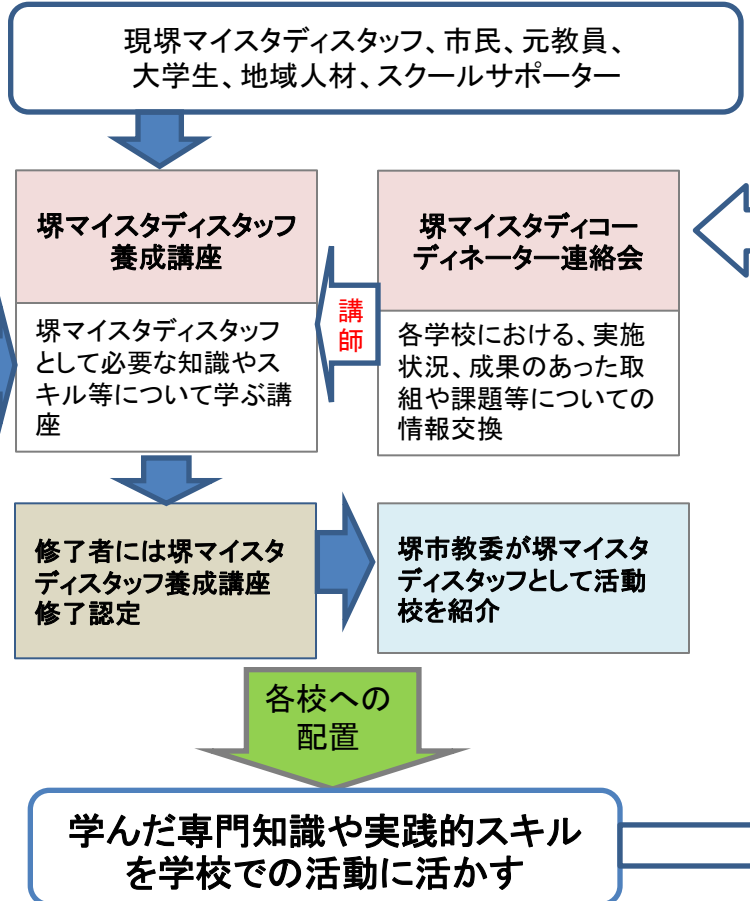 現堺マイスタディスタッフ、市民、元教員、
大学生、地域人材、スクールサポーター
堺マイスタディスタッフ
養成講座
堺マイスタディスタッフ
として必要な知識やス
キル等について学ぶ講
座
講
師
堺マイスタディコー
ディネーター連絡会
各学校における、実施
状況、成果のあった取
組や課題等についての
情報交換
修了者には堺マイスタ
ディスタッフ養成講座
修了認定
堺市教委が堺マイスタ
ディスタッフとして活動
校を紹介
各校への
配置
学んだ専門知識や実践的スキル
を学校での活動に活かす